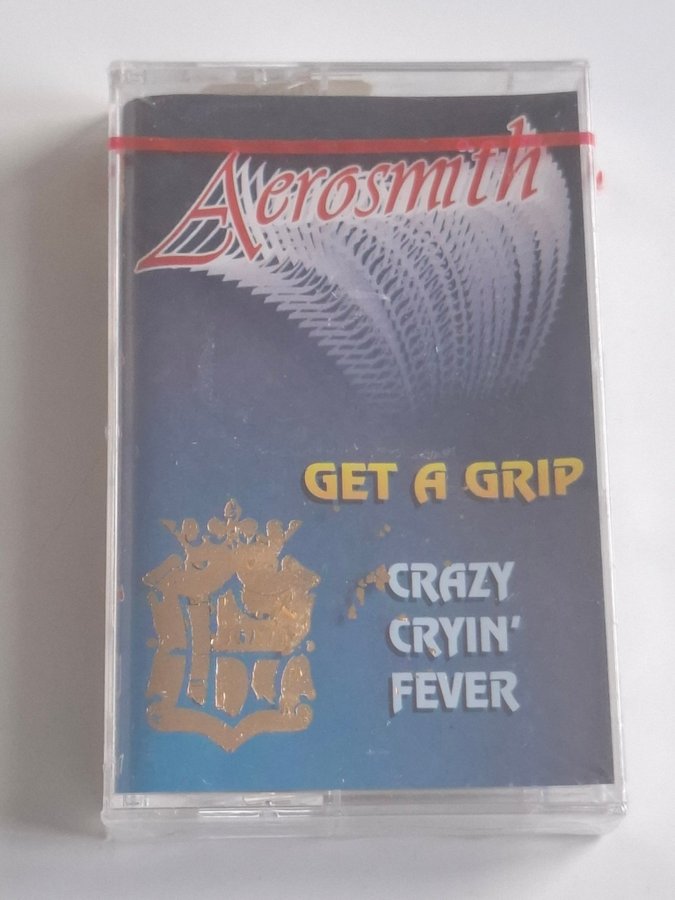 Aerosmith
GET A GRIP
CRAZY
CRYIN'
FEVER